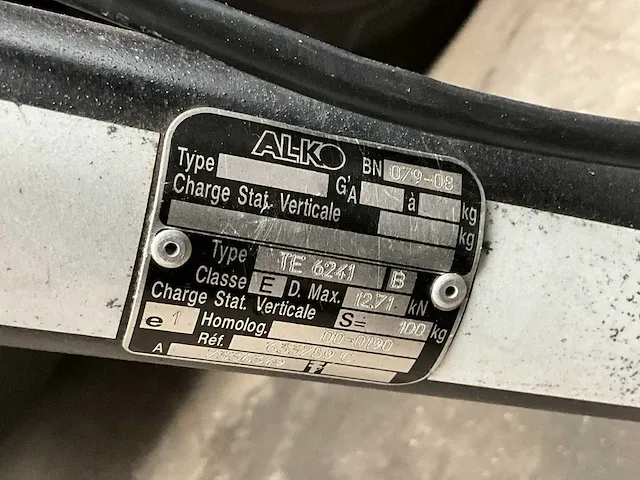 AL-KO BN 079-08
Type G'A à kg
Charge Stat. Verticale kg
Type TE 6241 B
Classe E D. Max. 12.71 kN
Charge Stat. Verticale S= 100 kg
e1 Homolog. 00-0190
Réf. 655209 C
A f